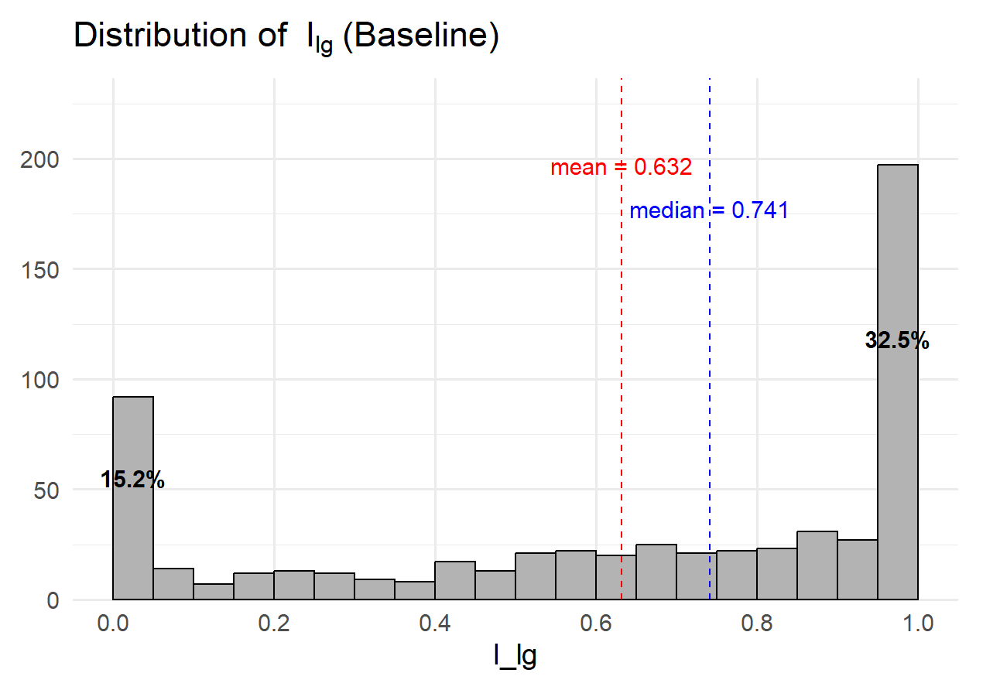 Distribution of  I_lg (Baseline)
200
150
100
50
0
mean = 0.632
median = 0.741
32.5%
15.2%
0.0 0.2 0.4 0.6 0.8 1.0
I_lg